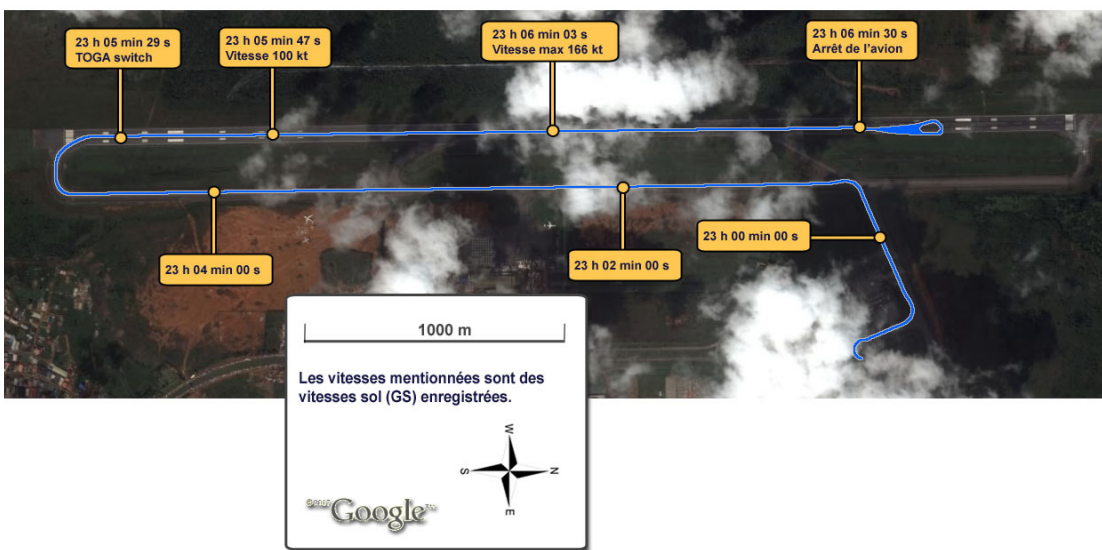 23 h 05 min 29 s
TOGA switch
23 h 05 min 47 s
Vitesse 100 kt
23 h 06 min 03 s
Vitesse max 166 kt
23 h 06 min 30 s
Arrêt de l'avion
23 h 04 min 00 s
23 h 02 min 00 s
23 h 00 min 00 s
1000 m
Les vitesses mentionnées sont des
vitesses sol (GS) enregistrées.
W
S
N
E
Google